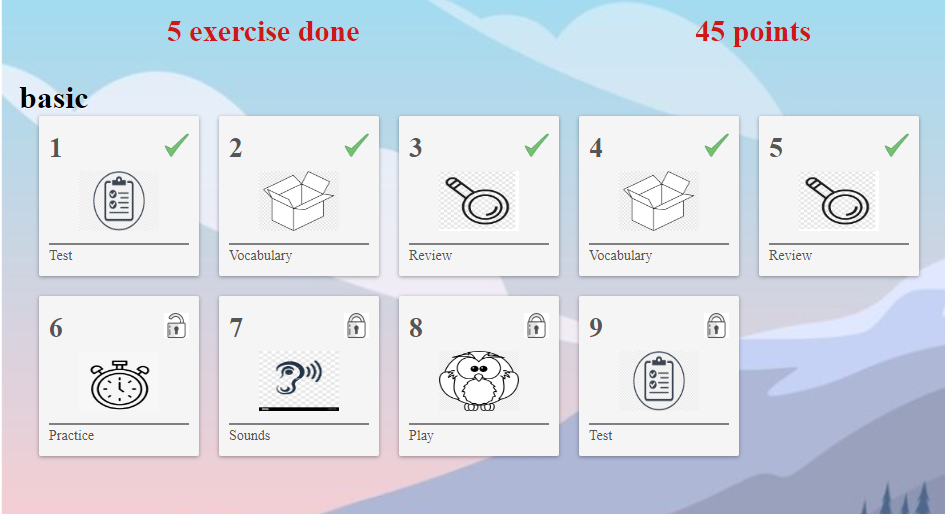 5 exercise done
45 points
basic
1
Test
2
Vocabulary
3
Review
4
Vocabulary
5
Review
6
Practice
7
Sounds
8
Play
9
Test